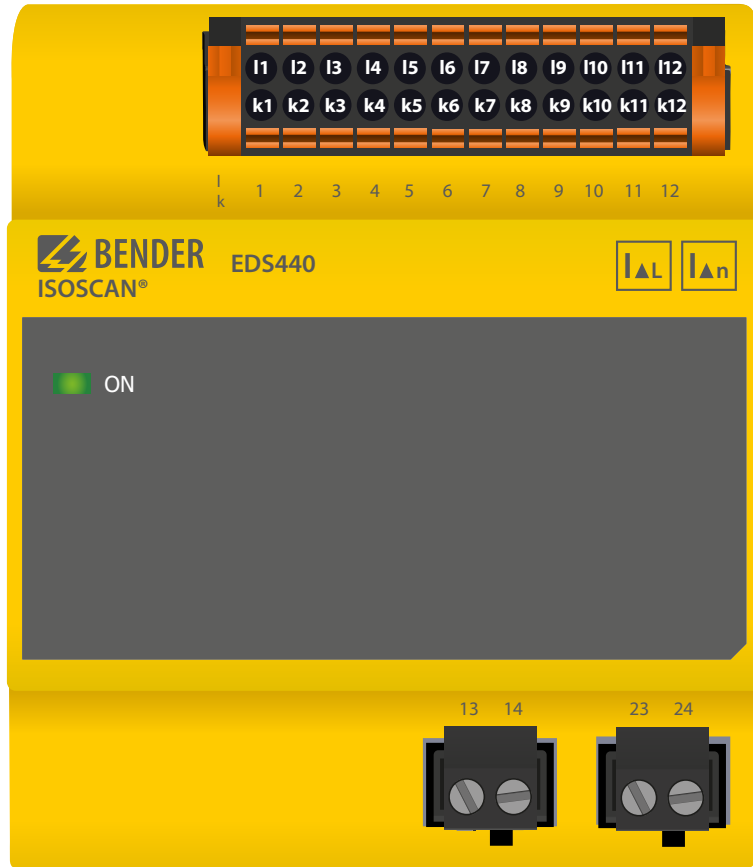 l1 l2 l3 l4 l5 l6 l7 l8 l9 l10 l11 l12
k1 k2 k3 k4 k5 k6 k7 k8 k9 k10 k11 k12
l
k 1 2 3 4 5 6 7 8 9 10 11 12
BENDER EDS440
ISOSCAN®
I▲L I▲n
ON
13 14 23 24